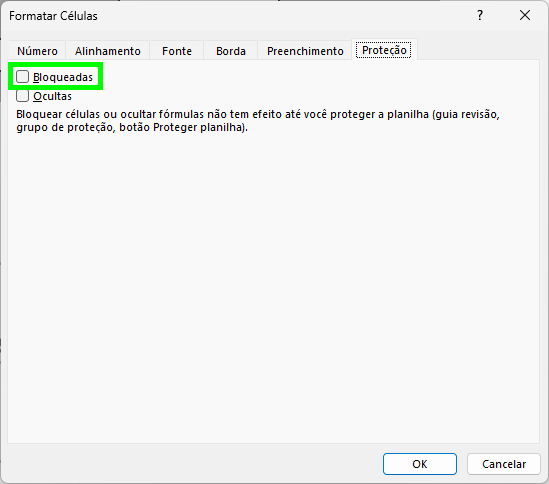 Formatar Células
?
Número Alinhamento Fonte Borda Preenchimento Proteção
Bloqueadas
Ocultas
Bloquear células ou ocultar fórmulas não tem efeito até você proteger a planilha (guia revisão,
grupo de proteção, botão Proteger planilha).
OK Cancelar